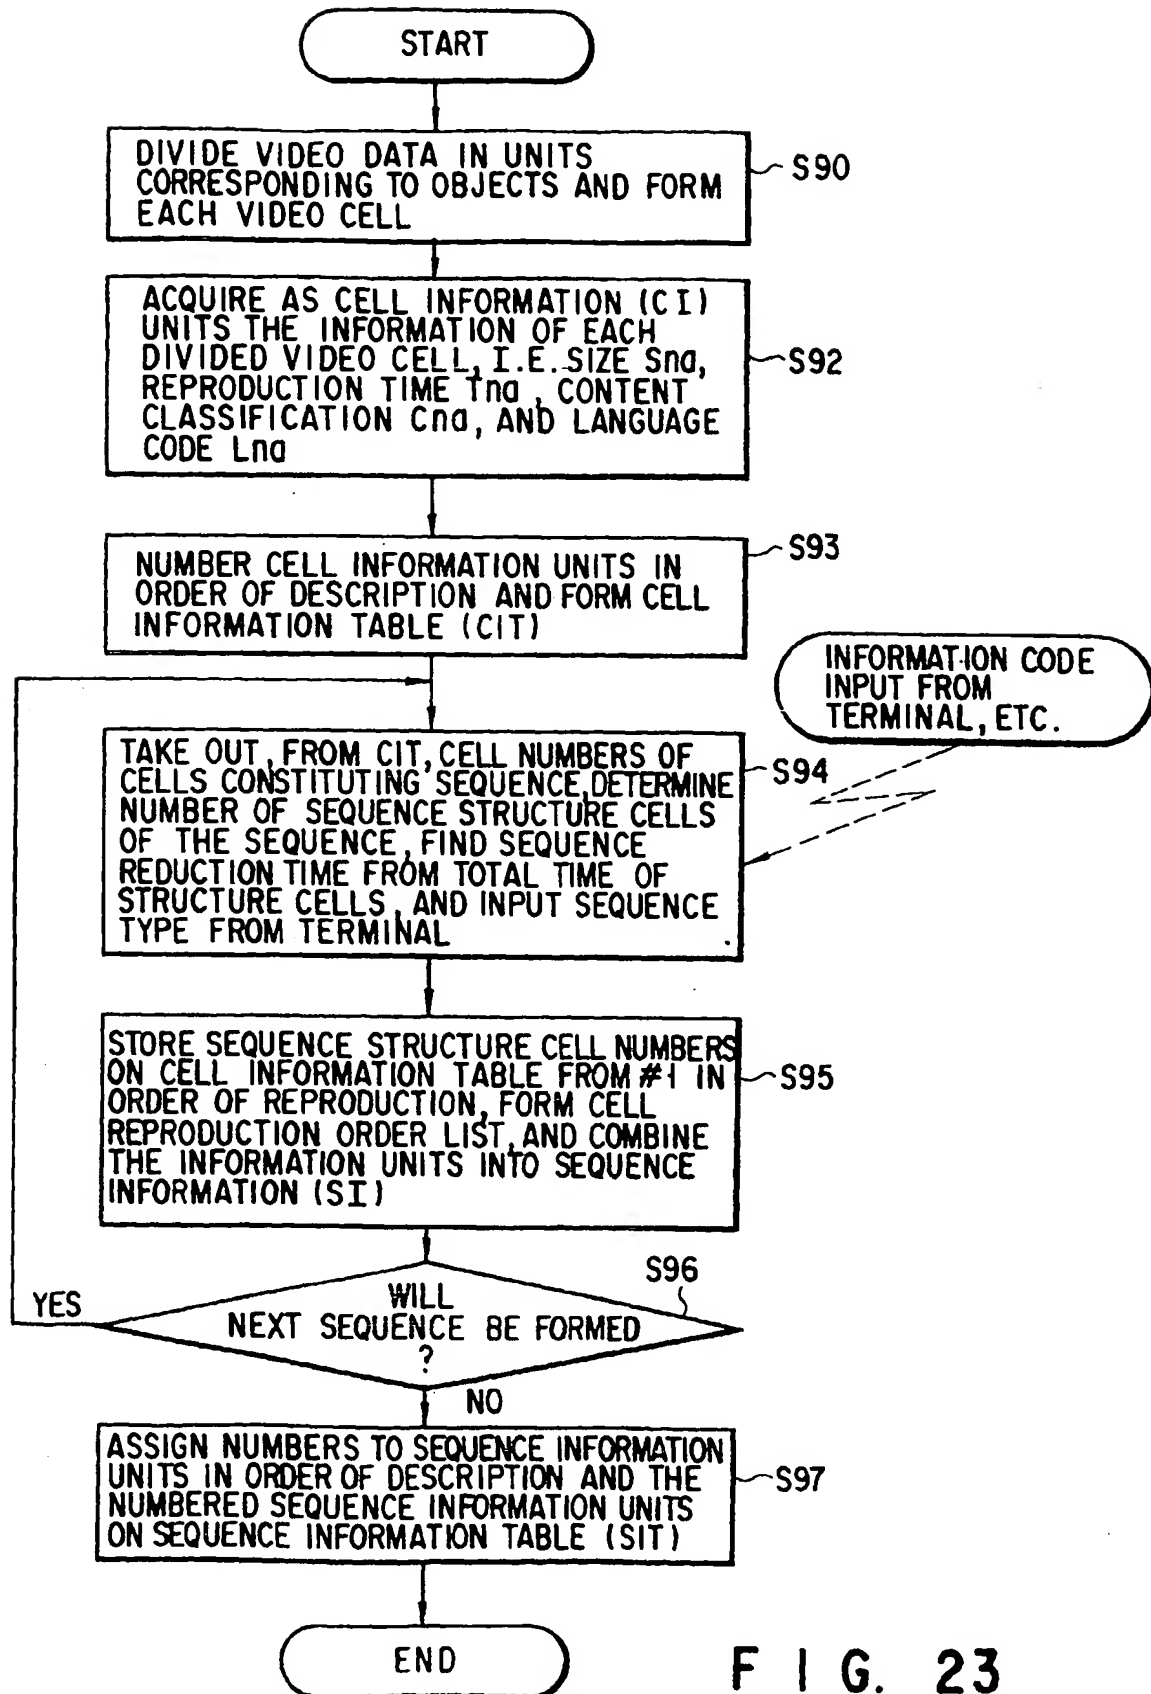 START
DIVIDE VIDEO DATA IN UNITS
CORRESPONDING TO OBJECTS AND FORM
EACH VIDEO CELL
S90
ACQUIRE AS CELL INFORMATION (CI)
UNITS THE INFORMATION OF EACH
DIVIDED VIDEO CELL, I.E. SIZE Sna,
REPRODUCTION TIME Tna, CONTENT
CLASSIFICATION Cna, AND LANGUAGE
CODE Lna
S92
NUMBER CELL INFORMATION UNITS IN
ORDER OF DESCRIPTION AND FORM CELL
INFORMATION TABLE (CIT)
S93
INFORMATION CODE
INPUT FROM
TERMINAL, ETC.
TAKE OUT, FROM CIT, CELL NUMBERS OF
CELLS CONSTITUTING SEQUENCE, DETERMINE
NUMBER OF SEQUENCE STRUCTURE CELLS
OF THE SEQUENCE, FIND SEQUENCE
REDUCTION TIME FROM TOTAL TIME OF
STRUCTURE CELLS, AND INPUT SEQUENCE
TYPE FROM TERMINAL
S94
STORE SEQUENCE STRUCTURE CELL NUMBERS
ON CELL INFORMATION TABLE FROM #1 IN
ORDER OF REPRODUCTION, FORM CELL
REPRODUCTION ORDER LIST, AND COMBINE
THE INFORMATION UNITS INTO SEQUENCE
INFORMATION (SI)
S95
S96
WILL
NEXT SEQUENCE BE FORMED
?
YES
NO
ASSIGN NUMBERS TO SEQUENCE INFORMATION
UNITS IN ORDER OF DESCRIPTION AND THE
NUMBERED SEQUENCE INFORMATION UNITS
ON SEQUENCE INFORMATION TABLE (SIT)
S97
END
FIG. 23